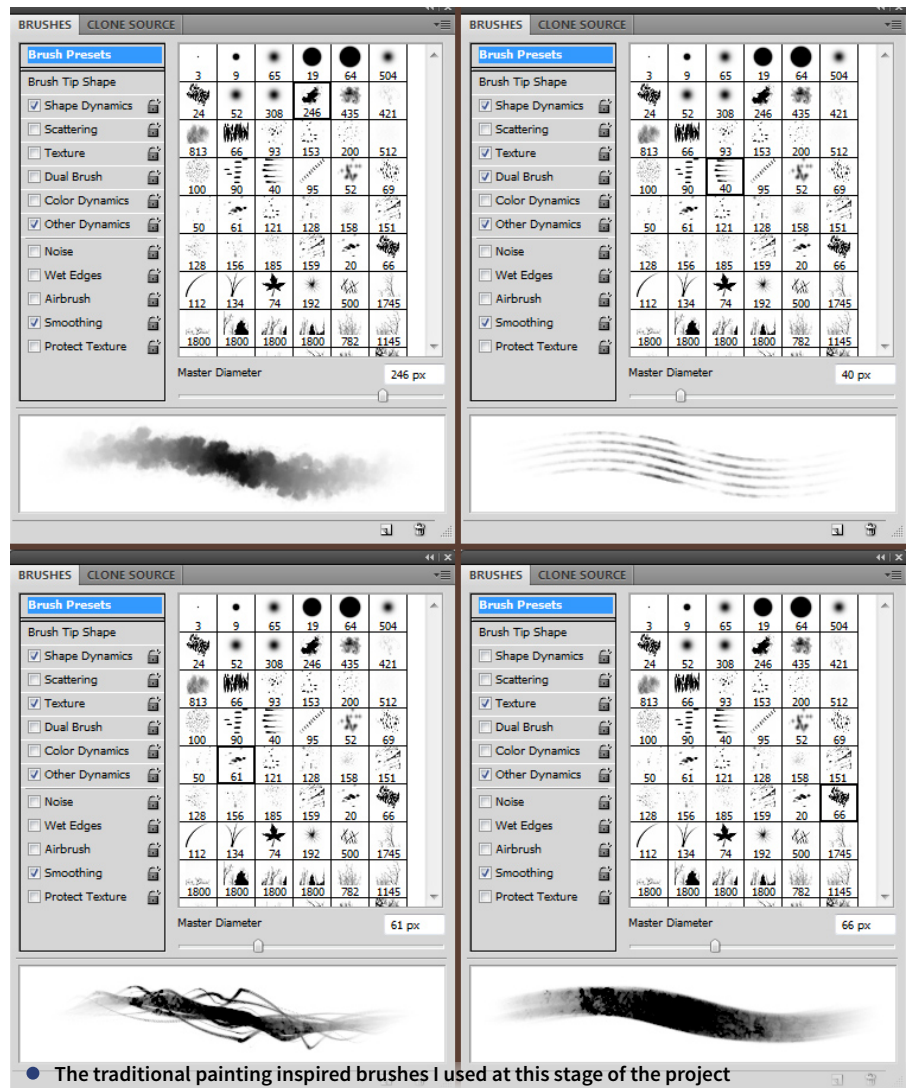 BRUSHES CLONE SOURCE
Brush Presets
Brush Tip Shape
Shape Dynamics
Scattering
Texture
Dual Brush
Color Dynamics
Other Dynamics
Noise
Wet Edges
Airbrush
Smoothing
Protect Texture
3 9 65 19 64 504
24 52 308 246 435 421
813 66 93 153 200 512
100 90 40 95 52 69
50 61 121 128 158 151
128 156 185 159 20 66
112 134 74 192 500 1745
1800 1800 1800 1800 782 1145
Master Diameter 246 px
BRUSHES CLONE SOURCE
Brush Presets
Brush Tip Shape
Shape Dynamics
Scattering
Texture
Dual Brush
Color Dynamics
Other Dynamics
Noise
Wet Edges
Airbrush
Smoothing
Protect Texture
3 9 65 19 64 504
24 52 308 246 435 421
813 66 93 153 200 512
100 90 40 95 52 69
50 61 121 128 158 151
128 156 185 159 20 66
112 134 74 192 500 1745
1800 1800 1800 1800 782 1145
Master Diameter 40 px
BRUSHES CLONE SOURCE
Brush Presets
Brush Tip Shape
Shape Dynamics
Scattering
Texture
Dual Brush
Color Dynamics
Other Dynamics
Noise
Wet Edges
Airbrush
Smoothing
Protect Texture
3 9 65 19 64 504
24 52 308 246 435 421
813 66 93 153 200 512
100 90 40 95 52 69
50 61 121 128 158 151
128 156 185 159 20 66
112 134 74 192 500 1745
1800 1800 1800 1800 782 1145
Master Diameter 61 px
BRUSHES CLONE SOURCE
Brush Presets
Brush Tip Shape
Shape Dynamics
Scattering
Texture
Dual Brush
Color Dynamics
Other Dynamics
Noise
Wet Edges
Airbrush
Smoothing
Protect Texture
3 9 65 19 64 504
24 52 308 246 435 421
813 66 93 153 200 512
100 90 40 95 52 69
50 61 121 128 158 151
128 156 185 159 20 66
112 134 74 192 500 1745
1800 1800 1800 1800 782 1145
Master Diameter 66 px
The traditional painting inspired brushes I used at this stage of the project